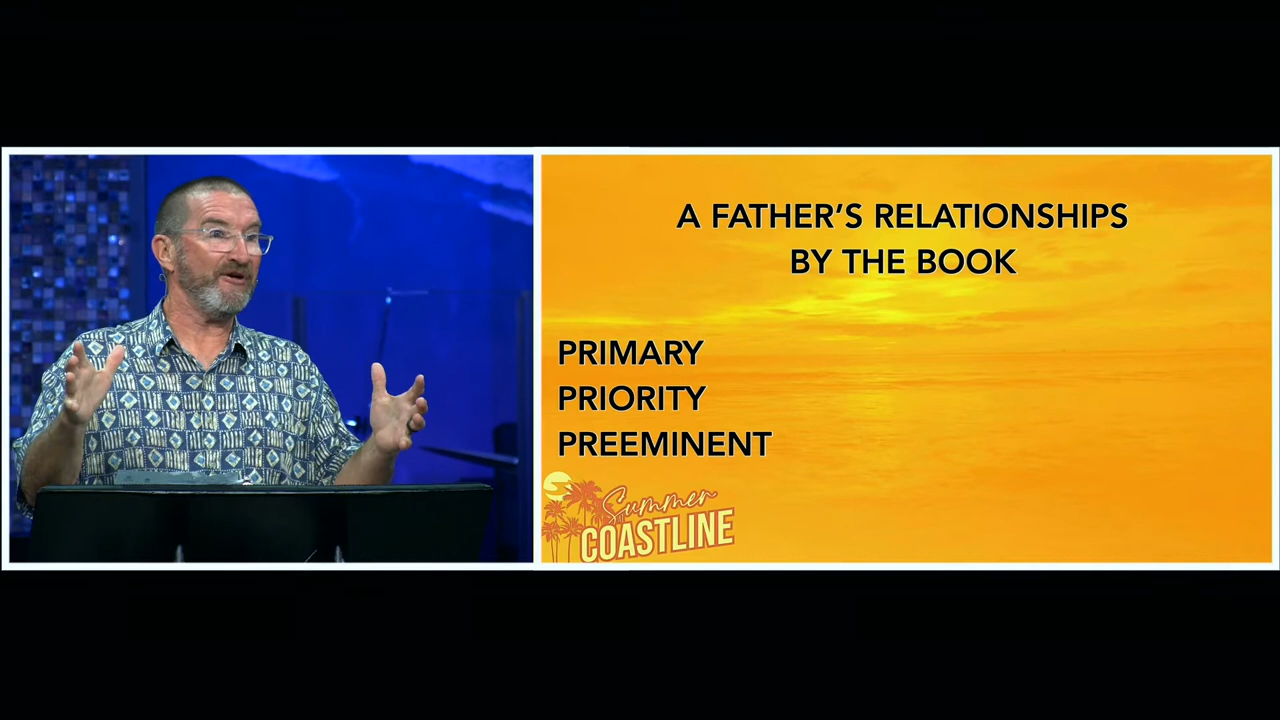 A FATHER’S RELATIONSHIPS
BY THE BOOK
PRIMARY
PRIORITY
PREEMINENT
Summer
COASTLINE